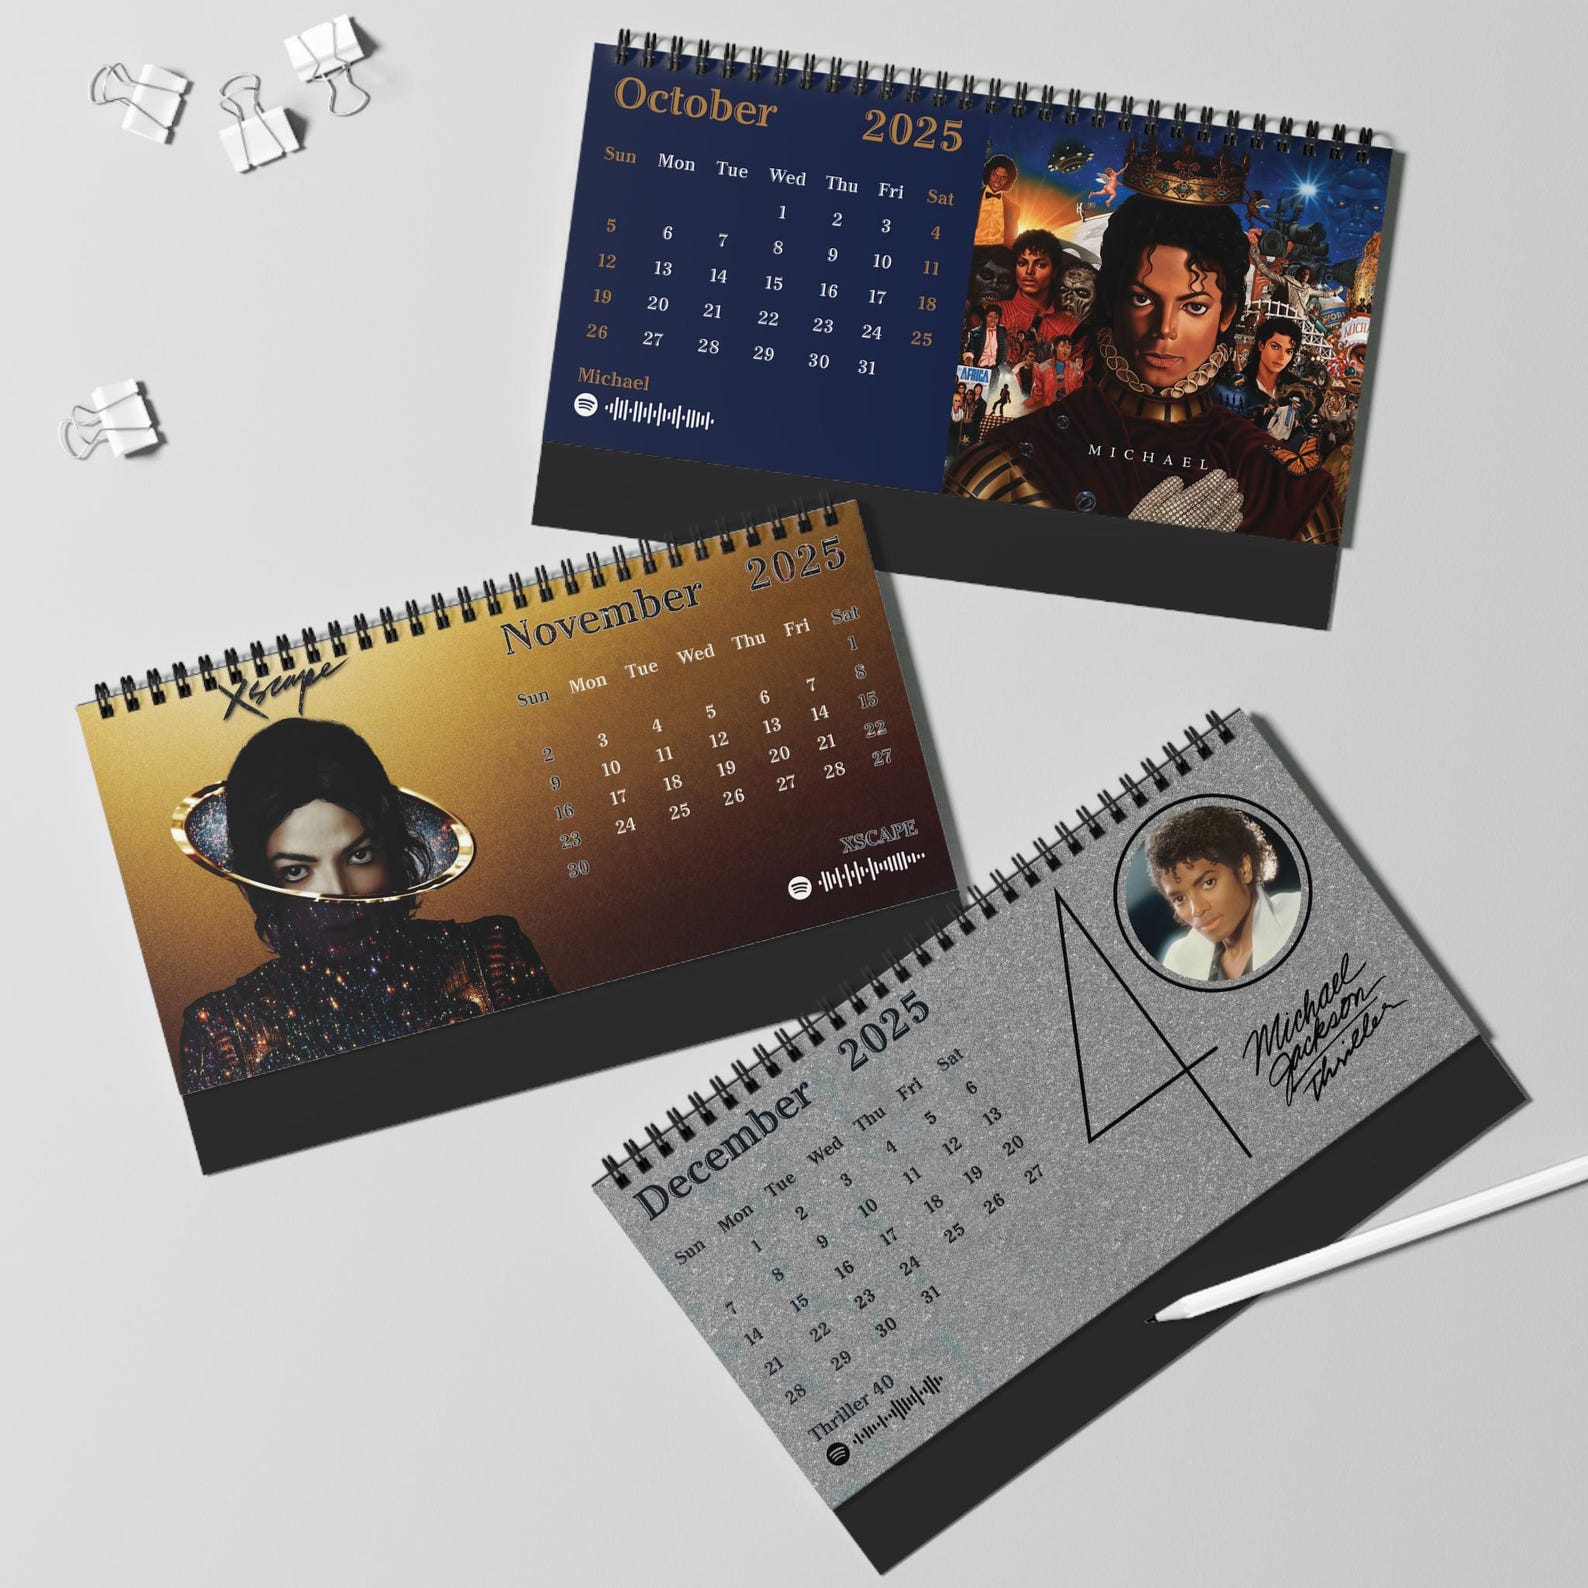 October 2025
Sun Mon Tue Wed Thu Fri Sat
1 2 3 4
5 6 7 8 9 10 11
12 13 14 15 16 17 18
19 20 21 22 23 24 25
26 27 28 29 30 31
Michael
AFRICA
MICHAEL
Xscape
November 2025
Sun Mon Tue Wed Thu Fri Sat
1
2 3 4 5 6 7 8
9 10 11 12 13 14 15
16 17 18 19 20 21 22
23 24 25 26 27 28 27
30
XSCAPE
December 2025
Sun Mon Tue Wed Thu Fri Sat
1 2 3 4 5 6
7 8 9 10 11 12 13
14 15 16 17 18 19 20
21 22 23 24 25 26 27
28 29 30 31
Thriller 40
40
Michael
Jackson
Thriller